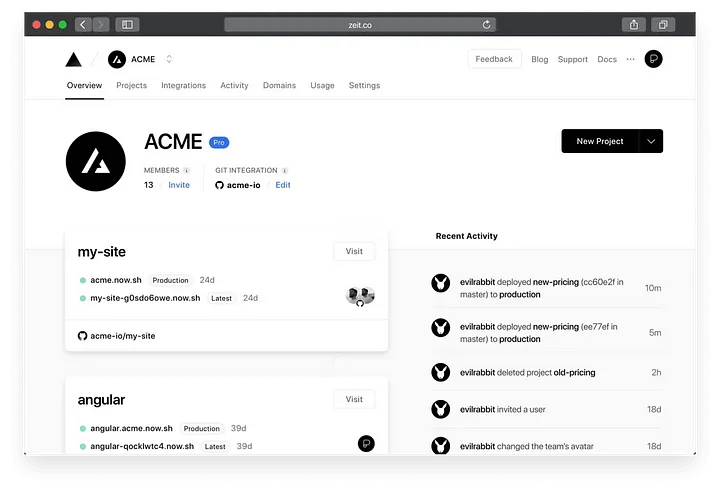 zeit.co
ACME
Feedback Blog Support Docs ...
Overview Projects Integrations Activity Domains Usage Settings
ACME Pro
New Project
MEMBERS i GIT INTEGRATION i
13 / Invite acme-io / Edit
my-site
Visit
acme.now.sh Production 24d
my-site-g0sdo6owe.now.sh Latest 24d
acme-io/my-site
angular
Visit
angular.acme.now.sh Production 39d
angular-qocklwtc4.now.sh Latest 39d
Recent Activity
evilrabbit deployed new-pricing (cc60e2f in
master) to production
10m
evilrabbit deployed new-pricing (ee77ef in
master) to production
5m
evilrabbit deleted project old-pricing 2h
evilrabbit invited a user 18d
evilrabbit changed the team's avatar 18d